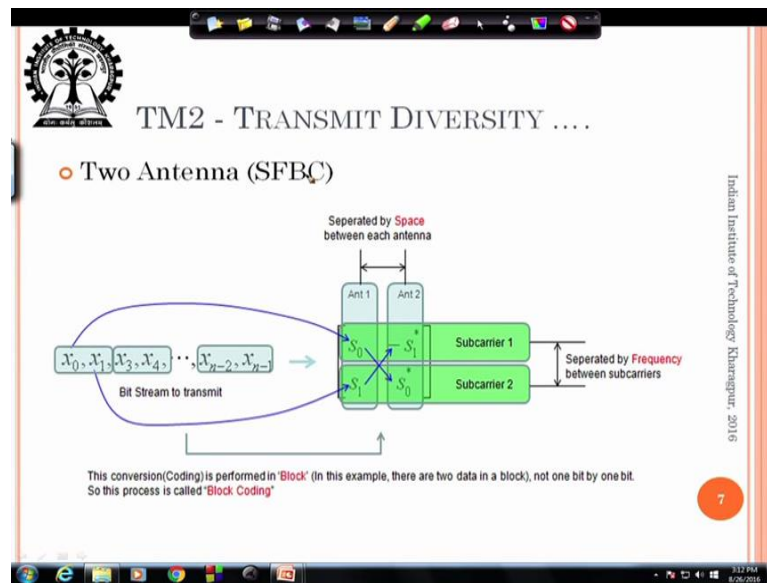 TM2 - TRANSMIT DIVERSITY ....
Two Antenna (SFBC)
Seperated by Space
between each antenna
Ant 1 Ant 2
x0, x1, x3, x4, ..., xn-2, xn-1
Bit Stream to transmit
S0 -S1* Subcarrier 1
S1 S0* Subcarrier 2
Seperated by Frequency
between subcarriers
This conversion(Coding) is performed in 'Block' (In this example, there are two data in a block), not one bit by one bit.
So this process is called "Block Coding"
Indian Institute of Technology Kharagpur, 2016
7
3:12 PM
8/26/2016